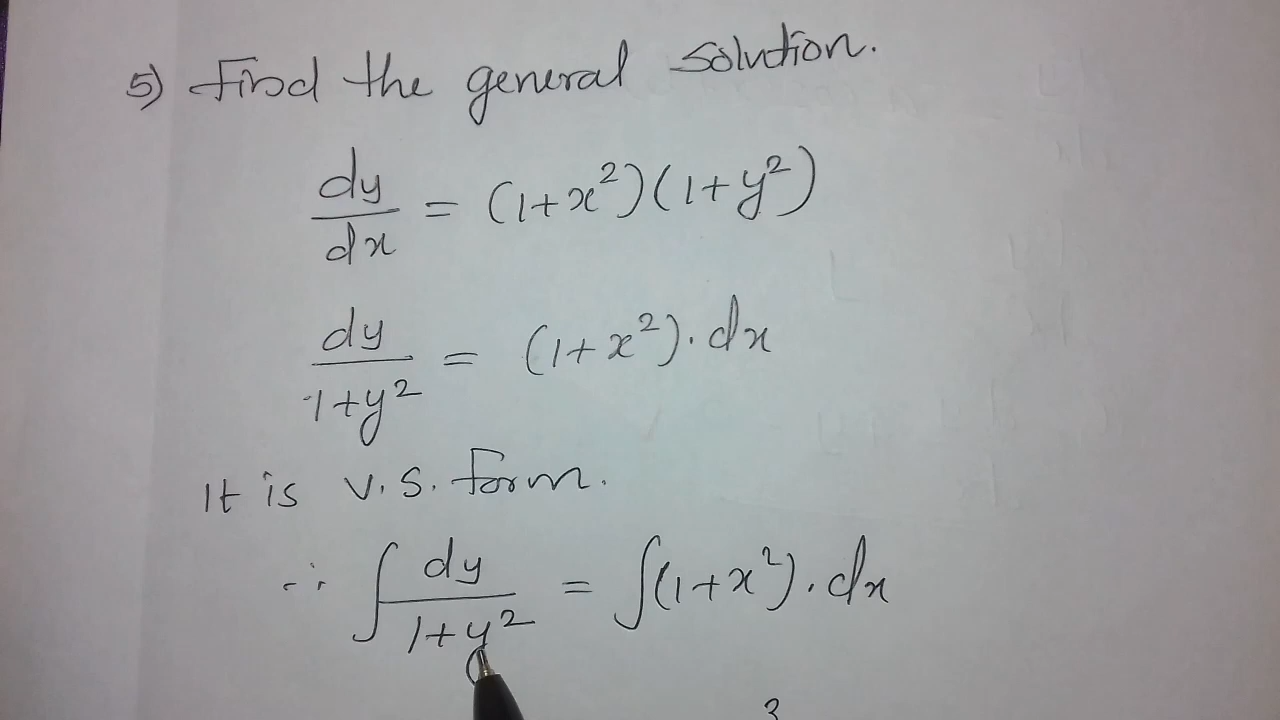 5) Find the general solution.
dy/dx = (1+x²)(1+y²)
dy/1+y² = (1+x²).dx
It is V.S. form.
∴ ∫ dy/1+y² = ∫(1+x²).dx
3